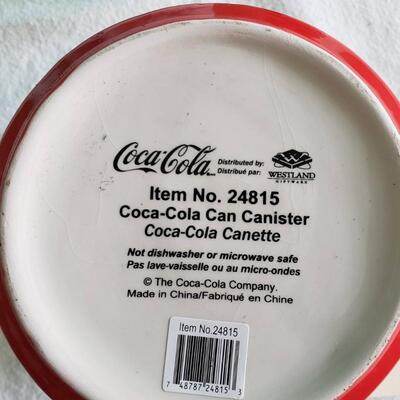 Coca-Cola Distributed by: Distribué par: WESTLAND GIFTWARE
Item No. 24815
Coca-Cola Can Canister
Coca-Cola Canette
Not dishwasher or microwave safe
Pas lave-vaisselle ou au micro-ondes
© The Coca-Cola Company.
Made in China/Fabriqué en Chine
Item No.24815
7 48787 24815 3